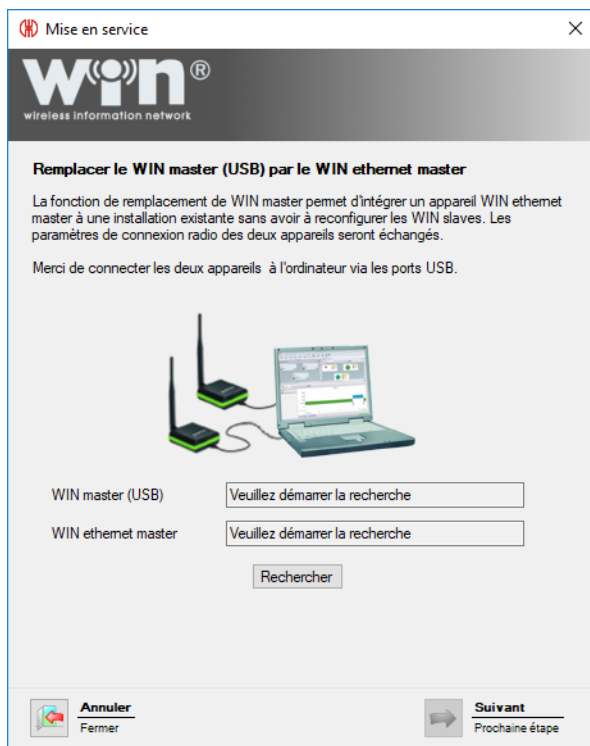 Mise en service
WIN®
wireless information network
Remplacer le WIN master (USB) par le WIN ethernet master
La fonction de remplacement de WIN master permet d'intégrer un appareil WIN ethernet
master à une installation existante sans avoir à reconfigurer les WIN slaves. Les
paramètres de connexion radio des deux appareils seront échangés.
Merci de connecter les deux appareils à l'ordinateur via les ports USB.
WIN master (USB)
Veuillez démarrer la recherche
WIN ethernet master
Veuillez démarrer la recherche
Rechercher
Annuler
Fermer
Suivant
Prochaine étape